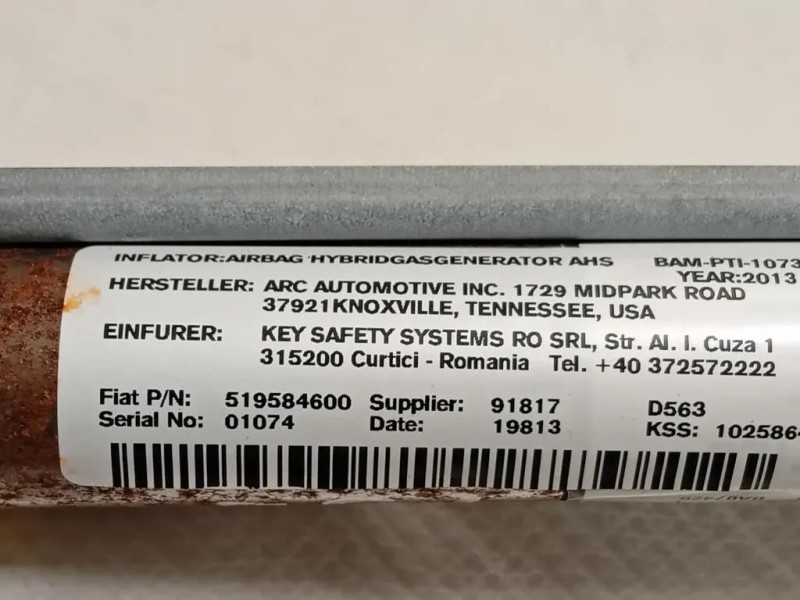 INFLATOR:AIRBAG HYBRIDGASGENERATOR AHS BAM-PTI-1073
YEAR:2013
HERSTELLER: ARC AUTOMOTIVE INC. 1729 MIDPARK ROAD
37921KNOXVILLE, TENNESSEE, USA
EINFURER: KEY SAFETY SYSTEMS RO SRL, Str. Al. I. Cuza 1
315200 Curtici - Romania Tel. +40 372572222
Fiat P/N: 519584600 Supplier: 91817 D563
Serial No: 01074 Date: 19813 KSS: 1025864